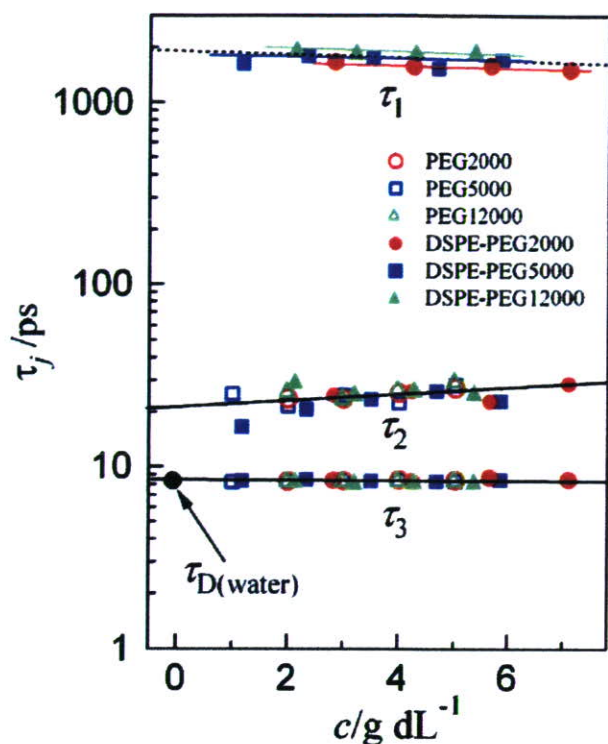 1000
τ1
PEG2000
PEG5000
PEG12000
DSPE-PEG2000
DSPE-PEG5000
DSPE-PEG12000
100
τj /ps
τ2
10
τ3
τD(water)
1
0 2 4 6
c/g dL⁻¹